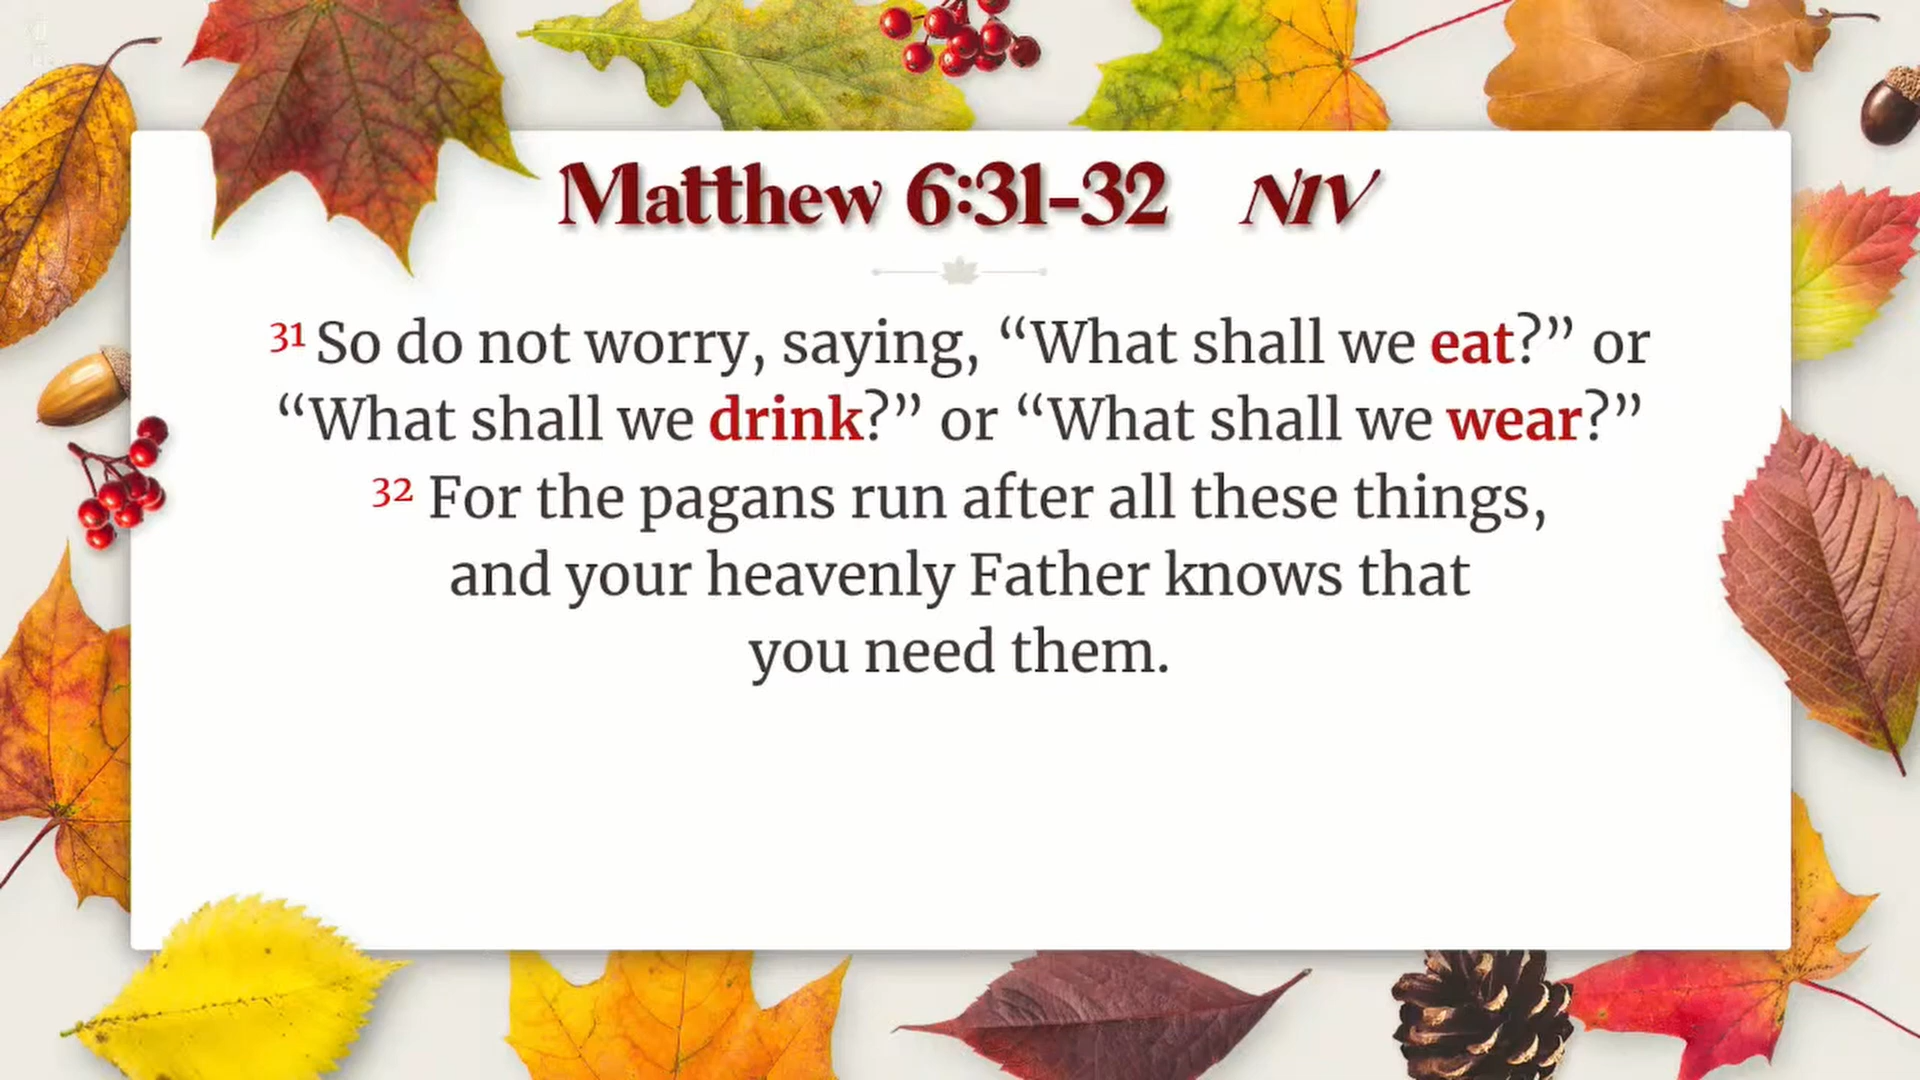 Matthew 6:31-32 NIV
31 So do not worry, saying, “What shall we eat?” or
“What shall we drink?” or “What shall we wear?”
32 For the pagans run after all these things,
and your heavenly Father knows that
you need them.